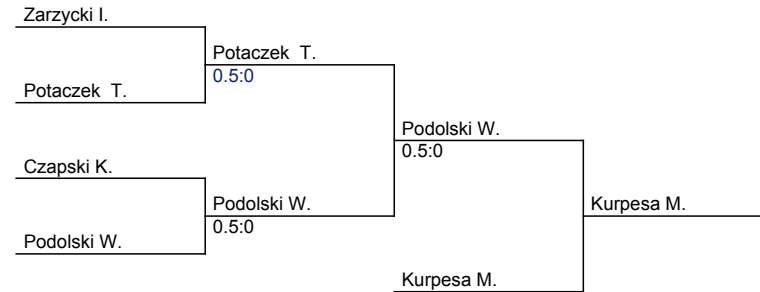 Zarzycki I.
Potaczek  T.
0.5:0
Potaczek  T.
Podolski W.
0.5:0
Czapski K.
Podolski W.
0.5:0
Kurpesa M.
Podolski W.
Kurpesa M.